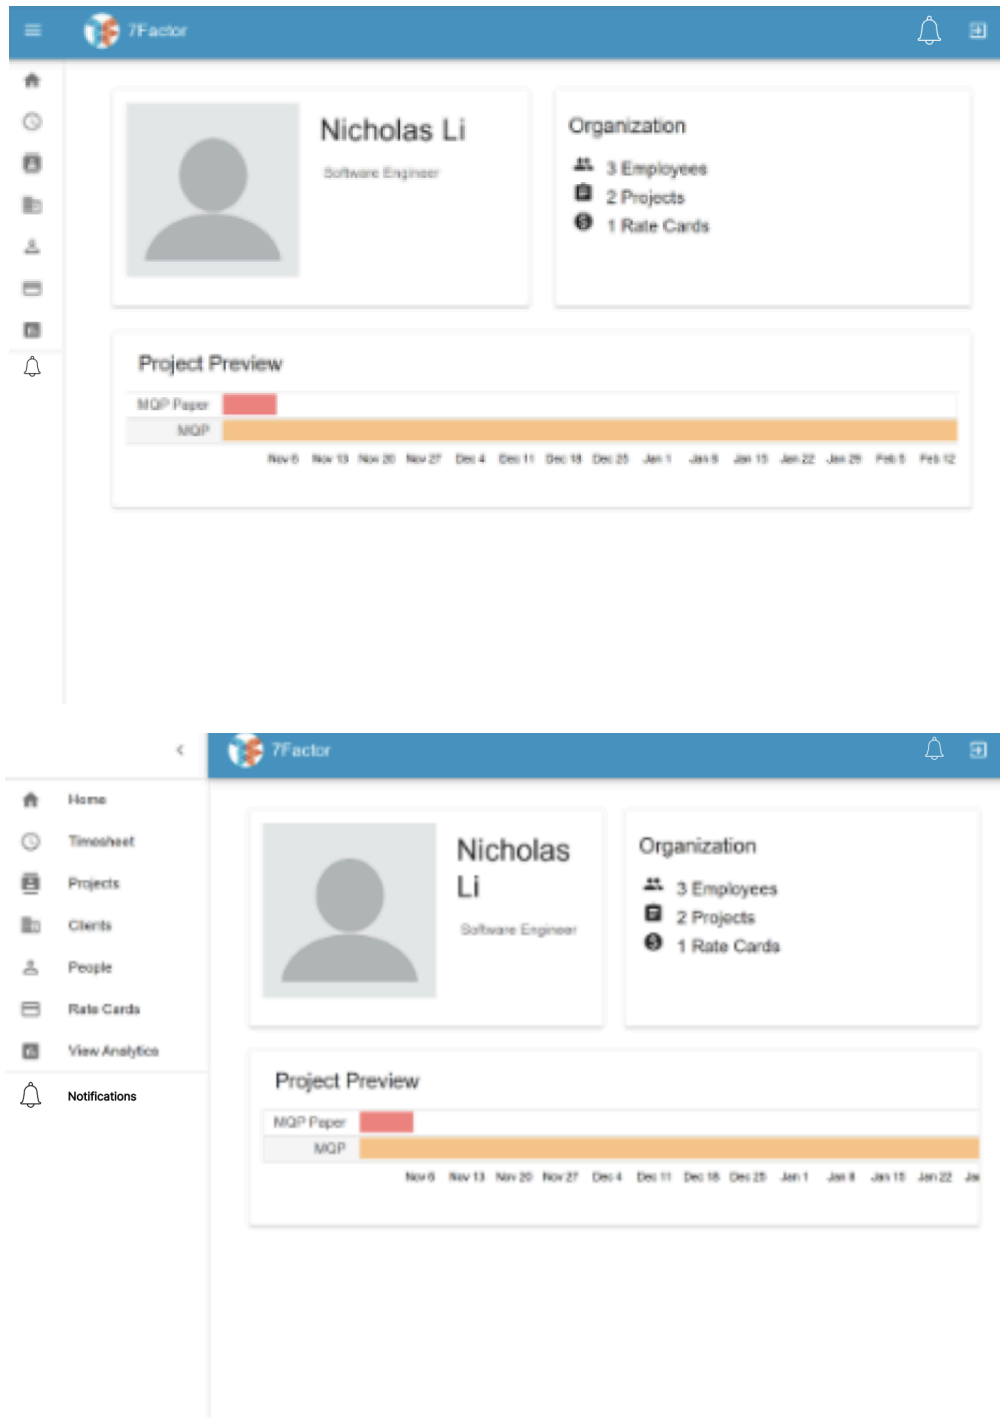 7Factor
Nicholas Li
Software Engineer
Organization
3 Employees
2 Projects
1 Rate Cards
Project Preview
MQP Paper
MQP
Nov 6 Nov 13 Nov 20 Nov 27 Dec 4 Dec 11 Dec 18 Dec 25 Jan 1 Jan 8 Jan 15 Jan 22 Jan 29 Feb 5 Feb 12
7Factor
Home
Timesheet
Projects
Clients
People
Rate Cards
View Analytics
Notifications
Nicholas
Li
Software Engineer
Organization
3 Employees
2 Projects
1 Rate Cards
Project Preview
MQP Paper
MQP
Nov 6 Nov 13 Nov 20 Nov 27 Dec 4 Dec 11 Dec 18 Dec 25 Jan 1 Jan 8 Jan 15 Jan 22 Ja